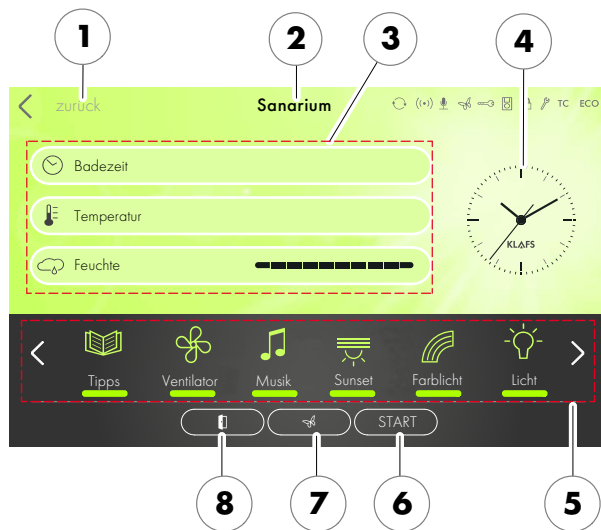 1 2 3 4
zurück Sanarium TC ECO
Badezeit
Temperatur
KLAFS
Feuchte
Tipps Ventilator Musik Sunset Farblicht Licht
START
8 7 6 5